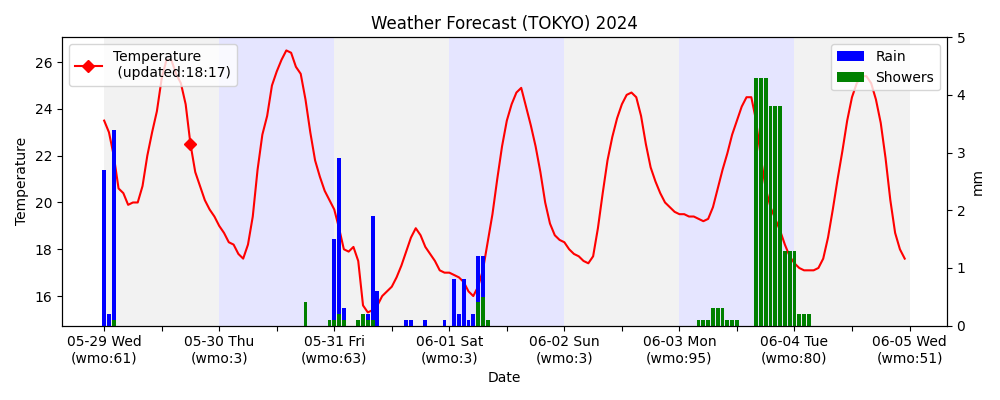 Weather Forecast (TOKYO) 2024
Temperature
(updated:18:17)
Rain
Showers
26
24
22
20
18
16
Temperature
5
4
3
2
1
0
mm
05-29 Wed
(wmo:61)
05-30 Thu
(wmo:3)
05-31 Fri
(wmo:63)
06-01 Sat
(wmo:3)
06-02 Sun
(wmo:3)
06-03 Mon
(wmo:95)
06-04 Tue
(wmo:80)
06-05 Wed
(wmo:51)
Date